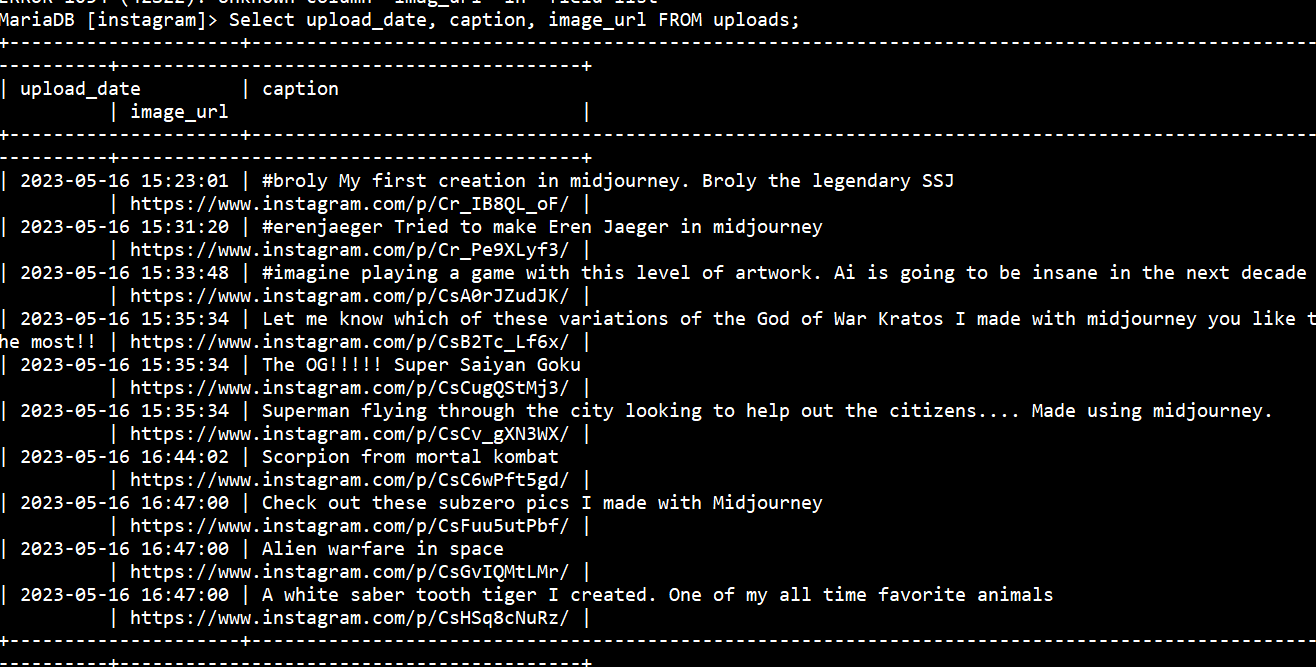 ERROR 1054 (42S22): Unknown column 'imag_url' in 'field list'
MariaDB [instagram]> Select upload_date, caption, image_url FROM uploads;
| upload_date | caption
| image_url |
| 2023-05-16 15:23:01 | #broly My first creation in midjourney. Broly the legendary SSJ
| https://www.instagram.com/p/Cr_IB8QL_oF/ |
| 2023-05-16 15:31:20 | #erenjaeger Tried to make Eren Jaeger in midjourney
| https://www.instagram.com/p/Cr_Pe9XLyf3/ |
| 2023-05-16 15:33:48 | #imagine playing a game with this level of artwork. Ai is going to be insane in the next decade
| https://www.instagram.com/p/CsA0rJZudJK/ |
| 2023-05-16 15:35:34 | Let me know which of these variations of the God of War Kratos I made with midjourney you like t
he most!! | https://www.instagram.com/p/CsB2Tc_Lf6x/ |
| 2023-05-16 15:35:34 | The OG!!!!! Super Saiyan Goku
| https://www.instagram.com/p/CsCugQStMj3/ |
| 2023-05-16 15:35:34 | Superman flying through the city looking to help out the citizens.... Made using midjourney.
| https://www.instagram.com/p/CsCv_gXN3WX/ |
| 2023-05-16 16:44:02 | Scorpion from mortal kombat
| https://www.instagram.com/p/CsC6wPft5gd/ |
| 2023-05-16 16:47:00 | Check out these subzero pics I made with Midjourney
| https://www.instagram.com/p/CsFuu5utPbf/ |
| 2023-05-16 16:47:00 | Alien warfare in space
| https://www.instagram.com/p/CsGvIQMtLMr/ |
| 2023-05-16 16:47:00 | A white saber tooth tiger I created. One of my all time favorite animals
| https://www.instagram.com/p/CsHSq8cNuRz/ |